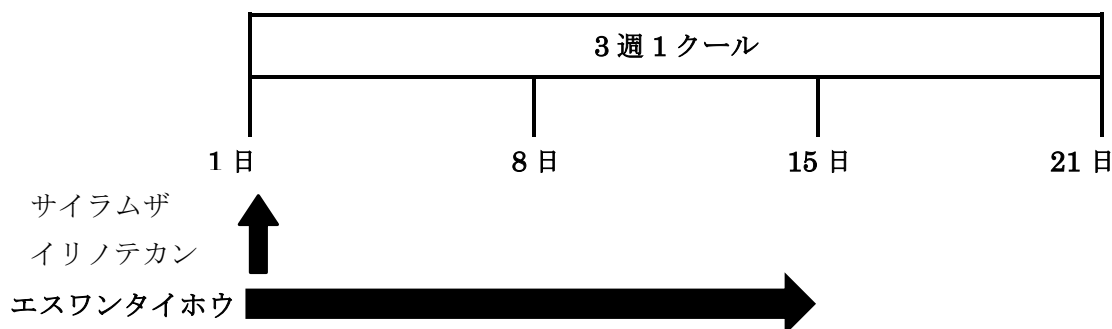 3週1クール
1日 8日 15日 21日
サイラムザ
イリノテカン
エスワンタイホウ